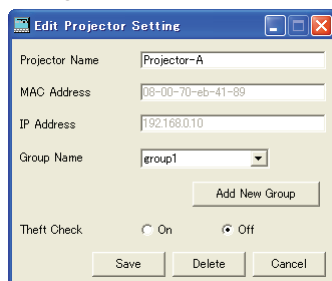 Edit Projector Setting
Projector Name Projector-A
MAC Address 08-00-70-eb-41-89
IP Address 192.168.0.10
Group Name group1
Add New Group
Theft Check On Off
Save Delete Cancel